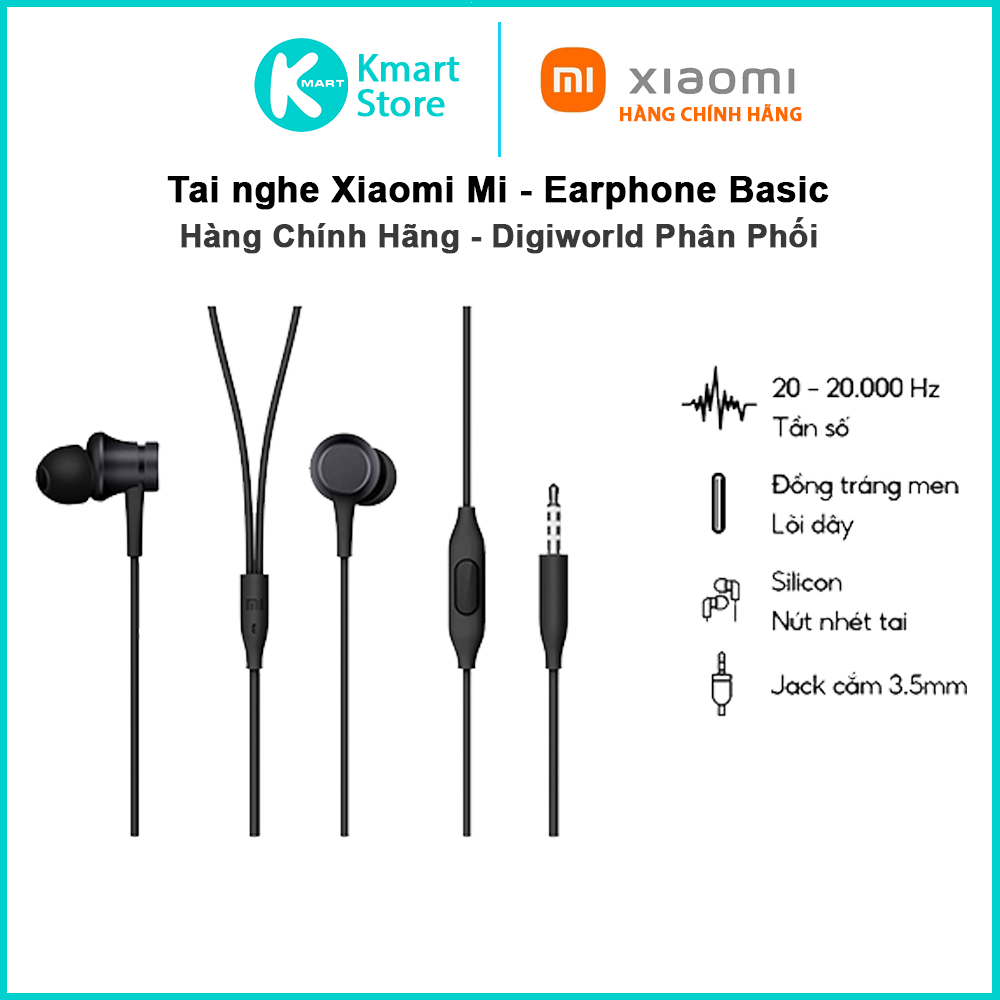 K MART
Kmart
Store
mi xiaomi
HÀNG CHÍNH HÃNG
Tai nghe Xiaomi Mi - Earphone Basic
Hàng Chính Hãng - Digiworld Phân Phối
20 - 20.000 Hz
Tần số
Đồng tráng men
Lòi dây
Silicon
Nút nhét tai
Jack cắm 3.5mm
mi